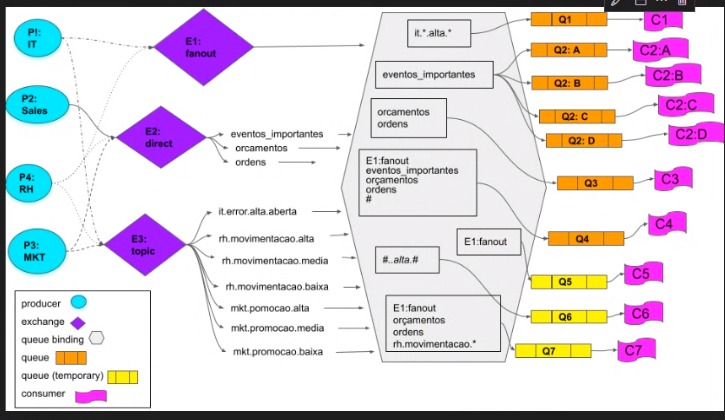 P!:
IT
P2:
Sales
P4:
RH
P3:
MKT
E1:
fanout
E2:
direct
E3:
topic
eventos_importantes
orcamentos
ordens
it.error.alta.aberta
rh.movimentacao.alta
rh.movimentacao.media
rh.movimentacao.baixa
mkt.pomocao.alta
mkt.promocao.media
mkt.promocao.baixa
it.*.alta.*
eventos_importantes
orcamentos
ordens
E1:fanout
eventos_importantes
orçamentos
ordens
#
E1:fanout
#..alta.#
E1:fanout
orçamentos
ordens
rh.movimentacao.*
Q1
Q2: A
Q2: B
Q2: C
Q2: D
Q3
Q4
Q5
Q6
Q7
C1
C2:A
C2:B
C2:C
C2:D
C3
C4
C5
C6
C7
producer
exchange
queue binding
queue
queue (temporary)
consumer